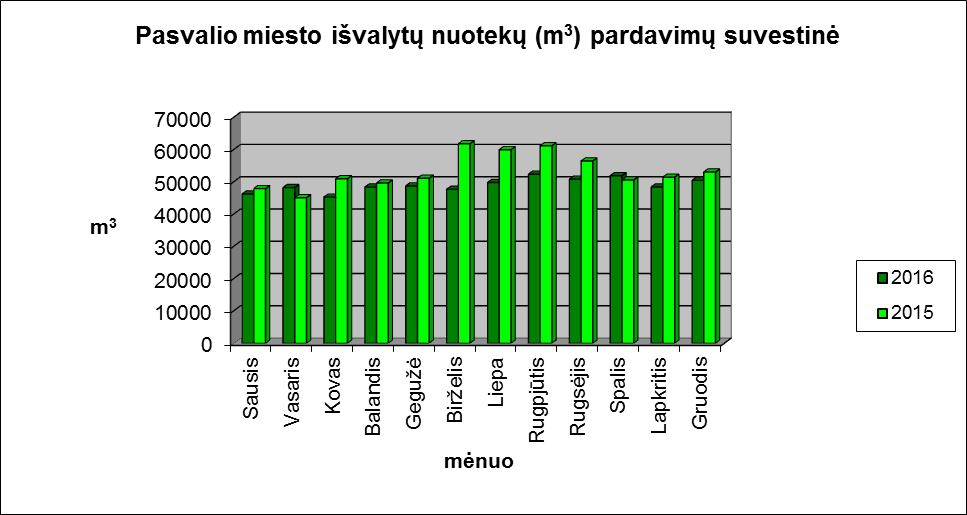 Pasvalio miesto išvalytų nuotekų (m³) pardavimų suvestinė
70000
60000
50000
40000
30000
20000
10000
0
m³
Sausis
Vasaris
Kovas
Balandis
Gegužė
Birželis
Liepa
Rugpjūtis
Rugsėjis
Spalis
Lapkritis
Gruodis
mėnuo
2016
2015